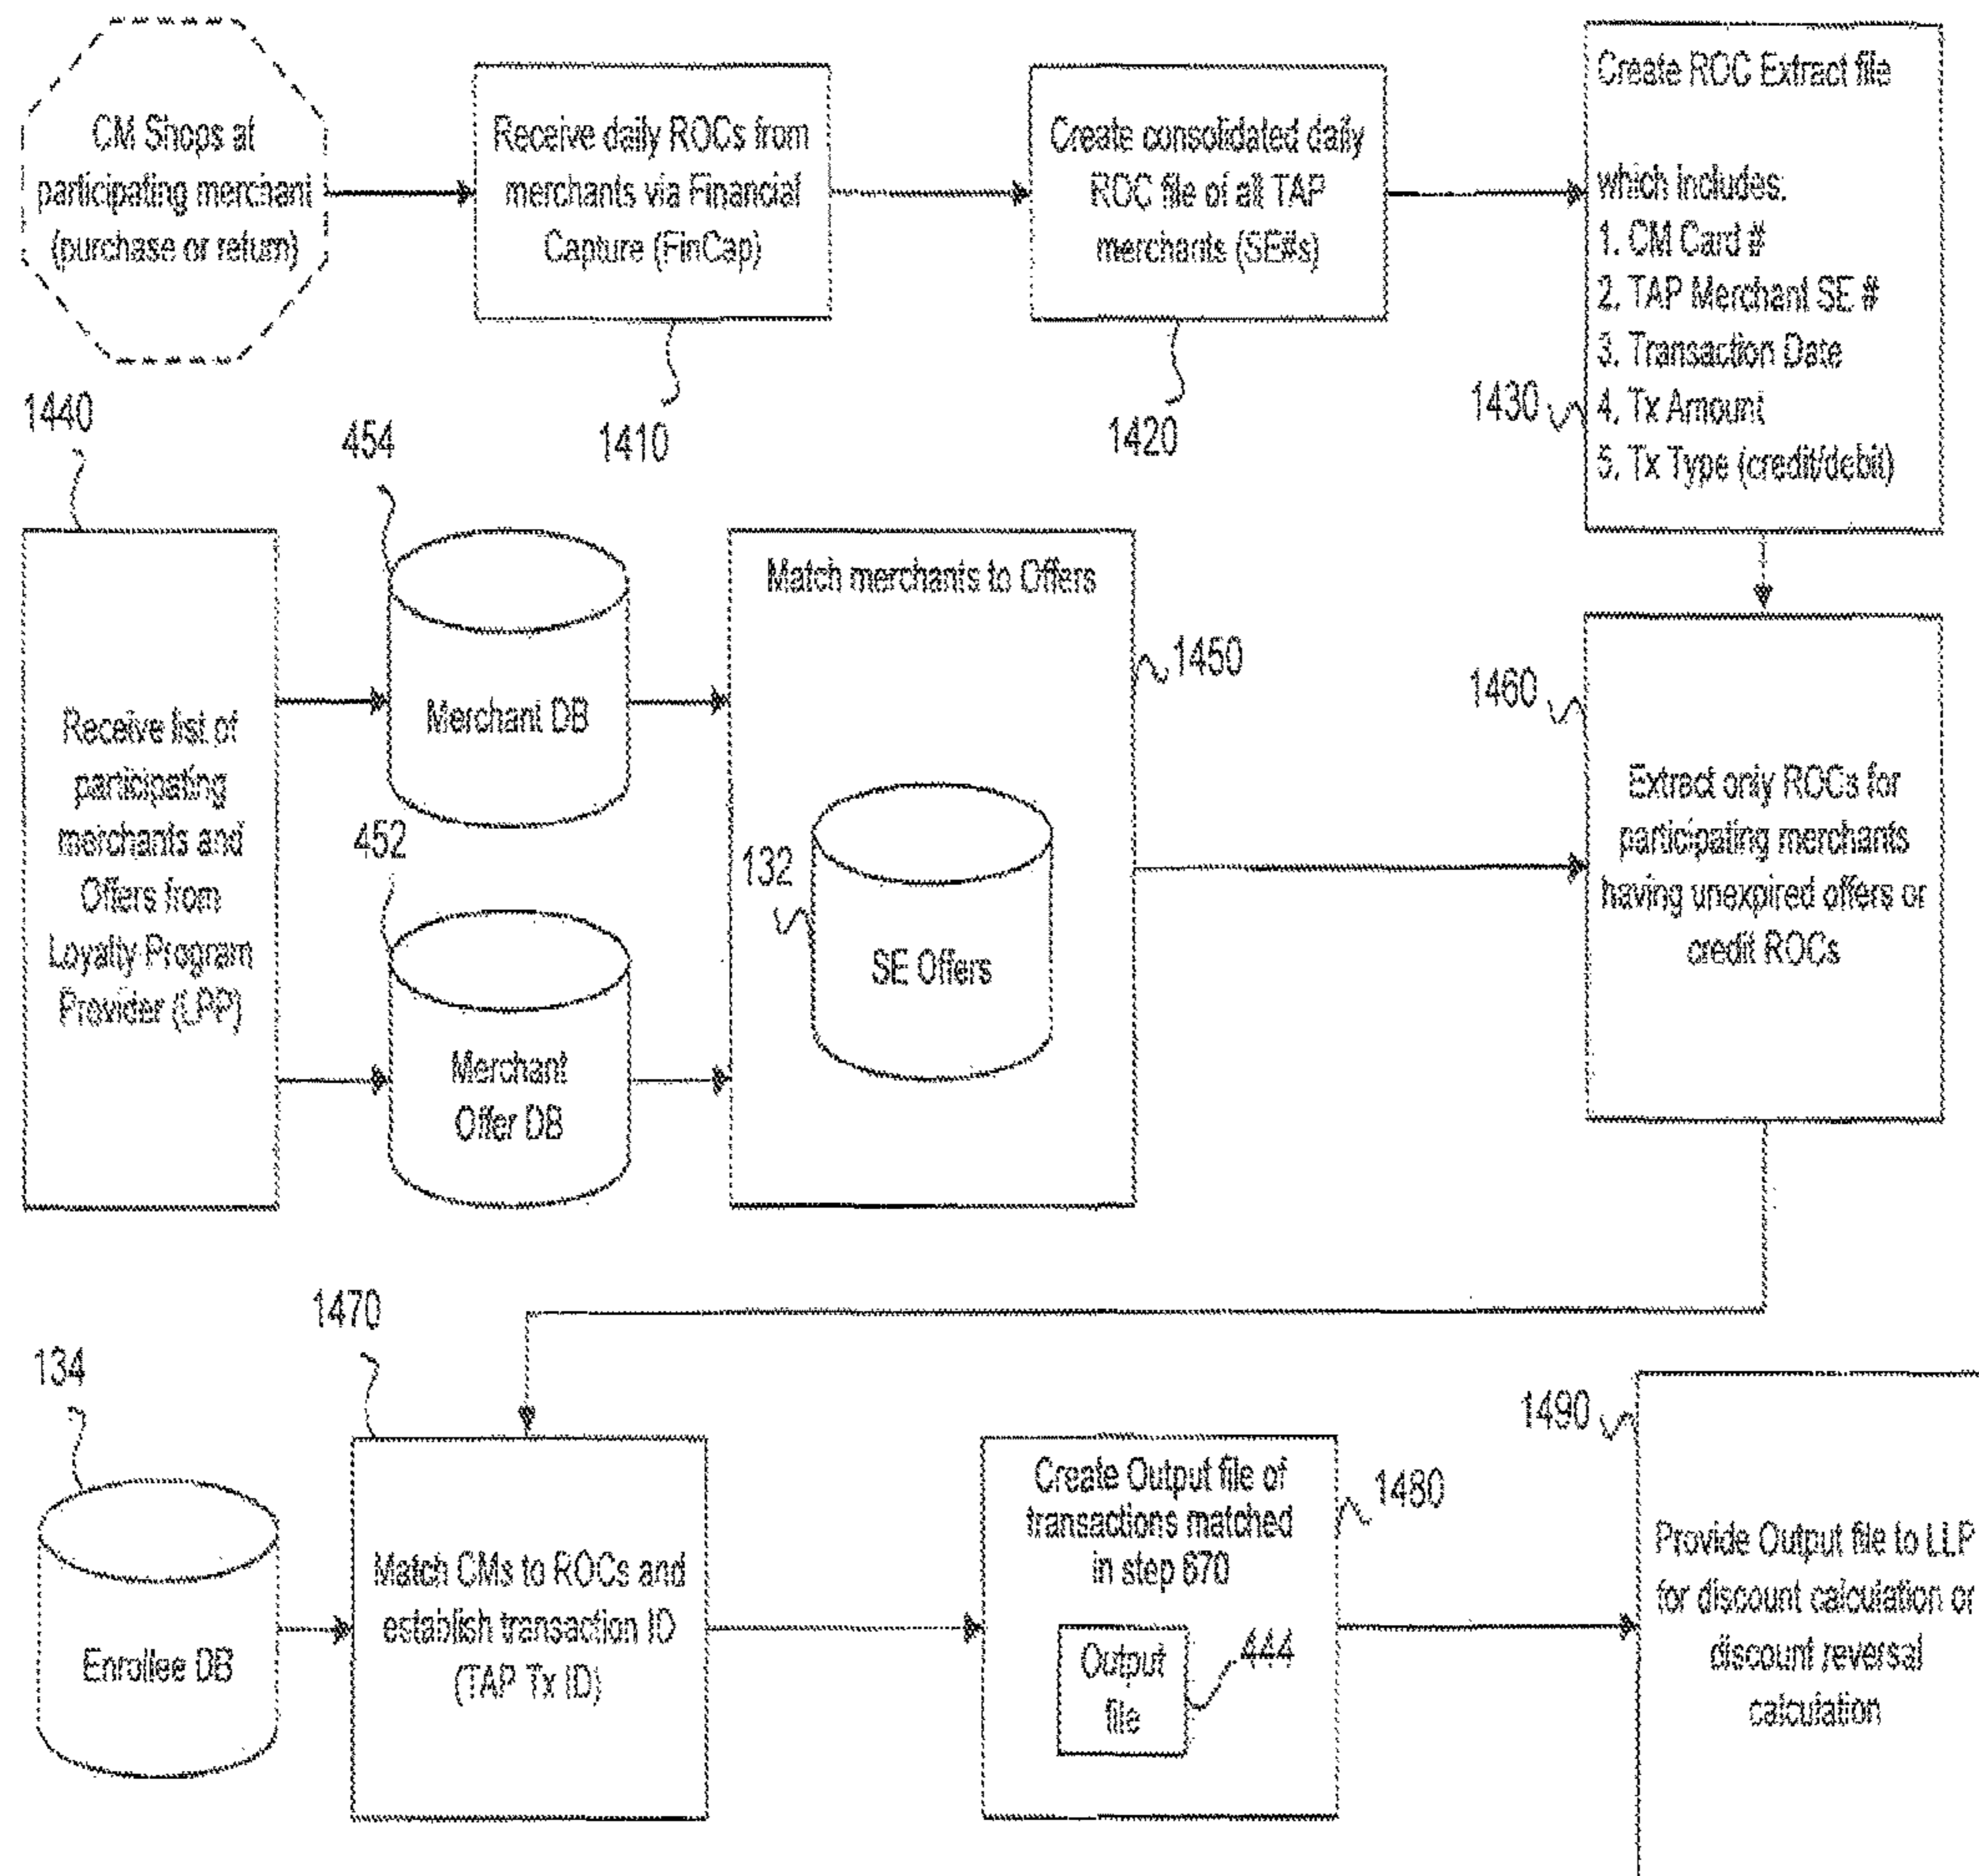 CM Shops at
participating merchant
(purchase or return)
Receive daily ROCs from
merchants via Financial
Capture (FinCap)
1410
Create consolidated daily
ROC file of all TAP
merchants (SE#s)
1420
Create ROC Extract file
which includes:
1. CM Card #
2. TAP Merchant SE #
3. Transaction Date
4. Tx Amount
5. Tx Type (credit/debit)
1430
1440
Receive list of
participating
merchants and
Offers from
Loyalty Program
Provider (LPP)
454
Merchant DB
452
Merchant
Offer DB
Match merchants to Offers
1450
132
SE Offers
1460
Extract only ROCs for
participating merchants
having unexpired offers or
credit ROCs
134
Enrollee DB
1470
Match CMs to ROCs and
establish transaction ID
(TAP Tx ID)
Create Output file of
transactions matched
in step 670
1480
Output
file
444
1490
Provide Output file to LLP
for discount calculation or
discount reversal
calculation